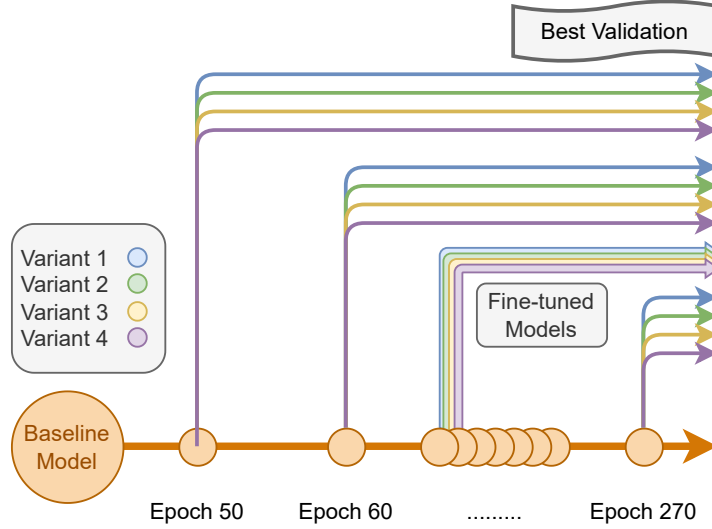 Best Validation
Variant 1
Variant 2
Variant 3
Variant 4
Fine-tuned
Models
Baseline
Model
Epoch 50
Epoch 60
.........
Epoch 270